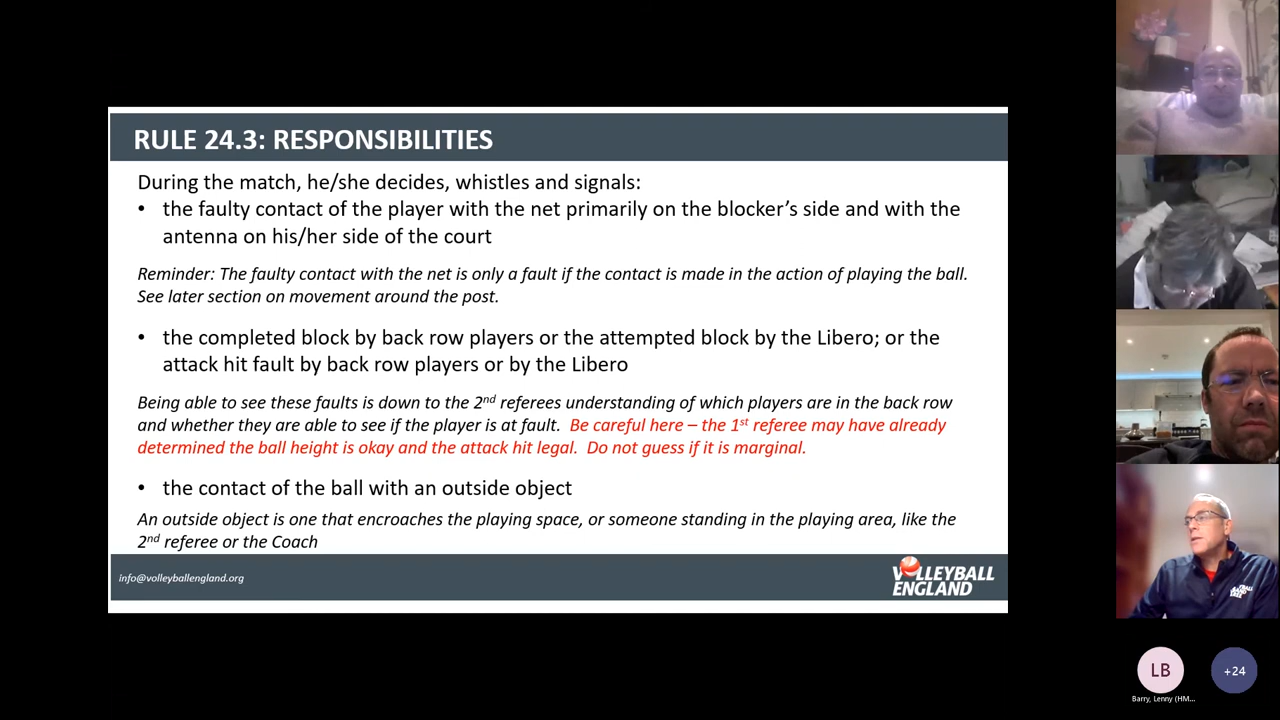 RULE 24.3: RESPONSIBILITIES
During the match, he/she decides, whistles and signals:
• the faulty contact of the player with the net primarily on the blocker's side and with the
antenna on his/her side of the court
Reminder: The faulty contact with the net is only a fault if the contact is made in the action of playing the ball.
See later section on movement around the post.
• the completed block by back row players or the attempted block by the Libero; or the
attack hit fault by back row players or by the Libero
Being able to see these faults is down to the 2nd referees understanding of which players are in the back row
and whether they are able to see if the player is at fault. Be careful here – the 1st referee may have already
determined the ball height is okay and the attack hit legal. Do not guess if it is marginal.
• the contact of the ball with an outside object
An outside object is one that encroaches the playing space, or someone standing in the playing area, like the
2nd referee or the Coach
info@volleyballengland.org
VOLLEYBALL
ENGLAND
LB
+24
Barry, Lenny (HM...